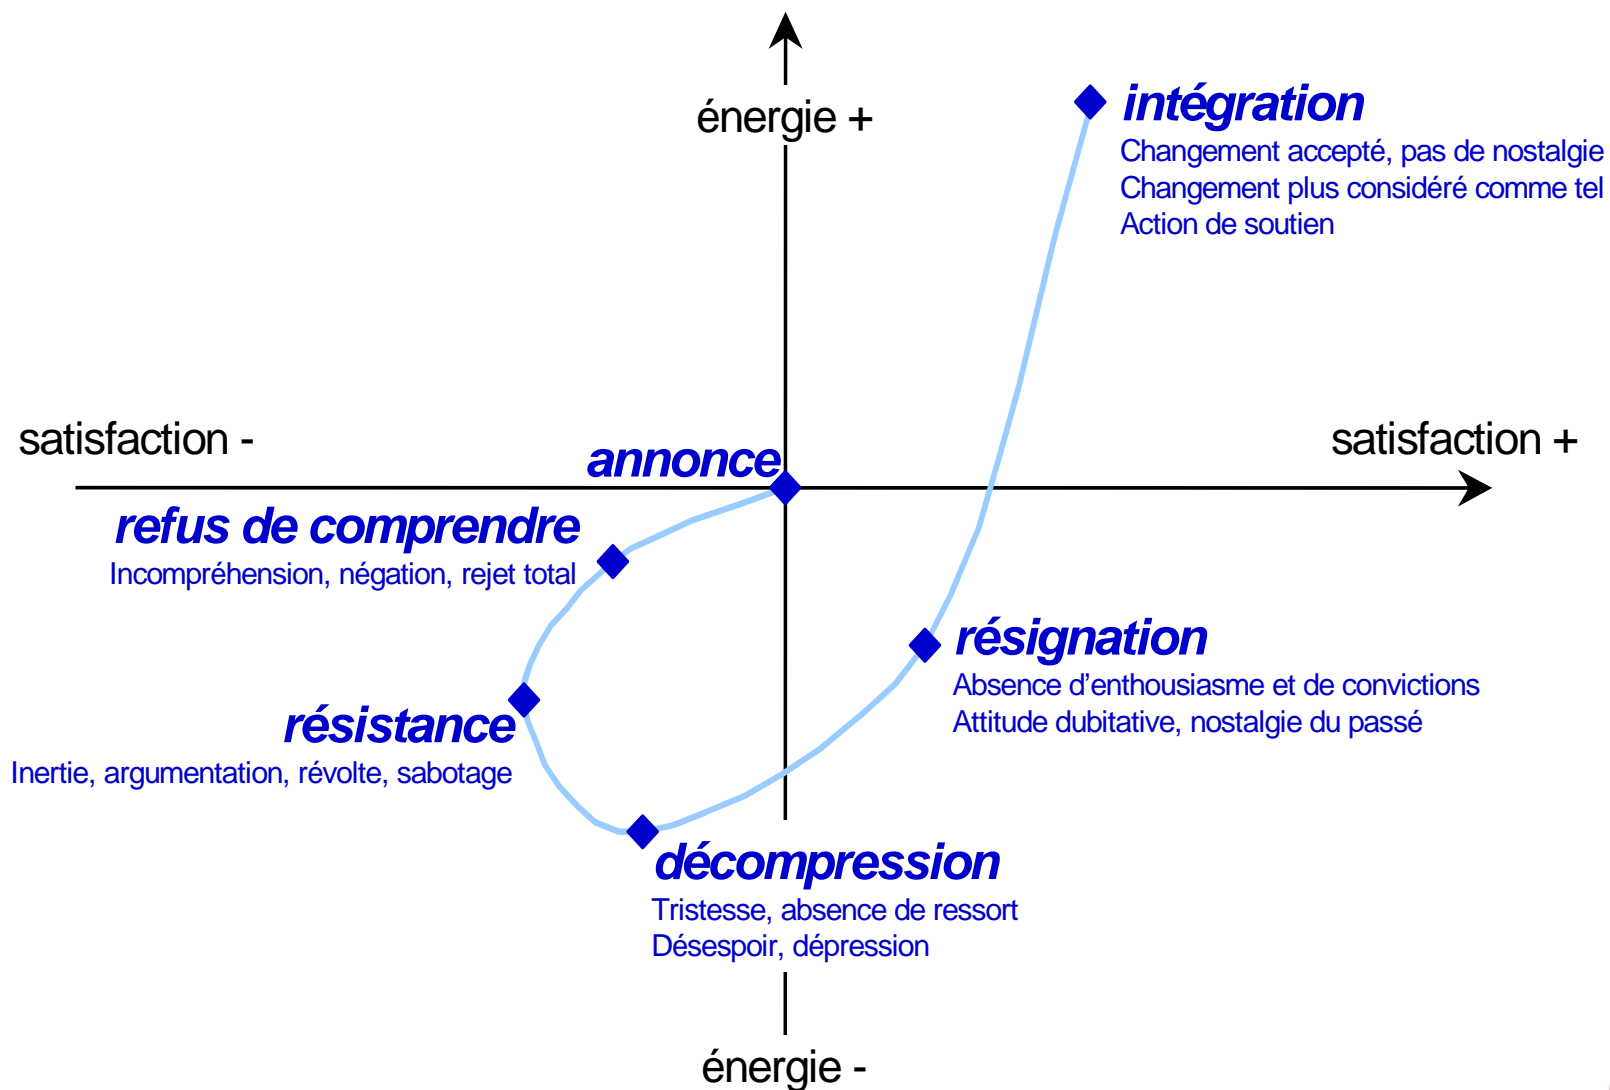 énergie +
intégration
Changement accepté, pas de nostalgie
Changement plus considéré comme tel
Action de soutien
satisfaction -
satisfaction +
annonce
refus de comprendre
Incompréhension, négation, rejet total
résignation
Absence d’enthousiasme et de convictions
Attitude dubitative, nostalgie du passé
résistance
Inertie, argumentation, révolte, sabotage
décompression
Tristesse, absence de ressort
Désespoir, dépression
énergie -